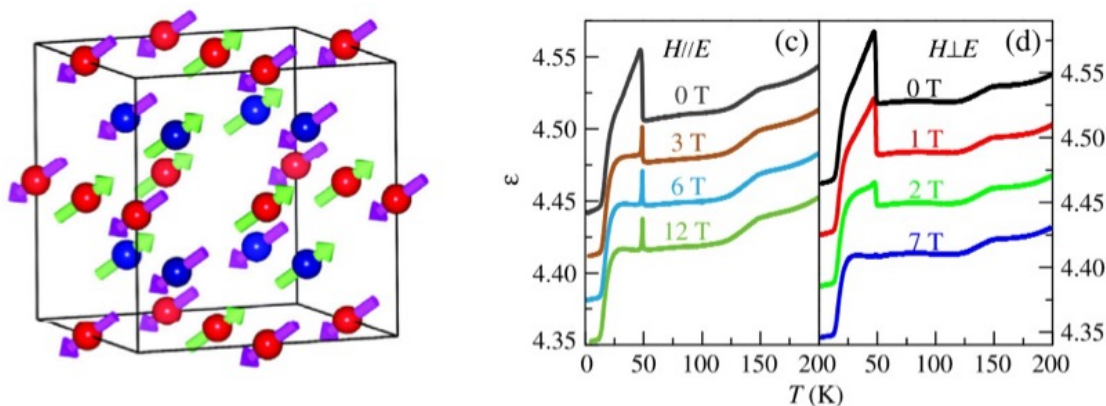 (c) (d)
H//E H⊥E
4.55 0 T 0 T 4.55
4.50 3 T 1 T 4.50
ε
6 T 2 T
4.45 4.45
12 T 7 T
4.40 4.40
4.35 4.35
0 50 100 150 200 50 100 150 200
T (K)